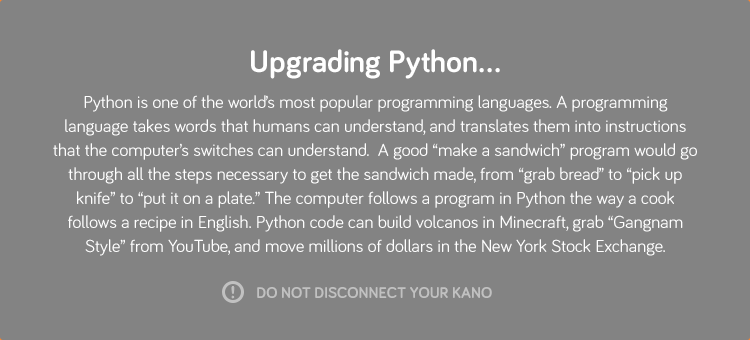 Upgrading Python...
Python is one of the world's most popular programming languages. A programming
language takes words that humans can understand, and translates them into instructions
that the computer's switches can understand.  A good “make a sandwich” program would go
through all the steps necessary to get the sandwich made, from “grab bread” to “pick up
knife” to “put it on a plate.” The computer follows a program in Python the way a cook
follows a recipe in English. Python code can build volcanos in Minecraft, grab “Gangnam
Style” from YouTube, and move millions of dollars in the New York Stock Exchange.
! DO NOT DISCONNECT YOUR KANO